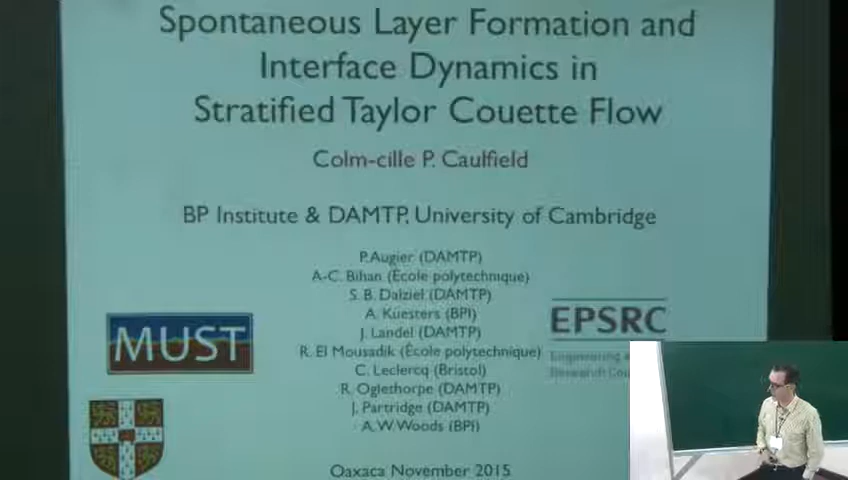 Spontaneous Layer Formation and
Interface Dynamics in
Stratified Taylor Couette Flow
Colm-cille P. Caulfield
BP Institute & DAMTP, University of Cambridge
P. Augier (DAMTP)
A-C. Bihan (École polytechnique)
S. B. Dalziel (DAMTP)
A. Kuesters (BPI)
J. Landel (DAMTP)
R. El Mousadik (École polytechnique)
C. Leclercq (Bristol)
R. Oglethorpe (DAMTP)
J. Partridge (DAMTP)
A. W. Woods (BPI)
MUST
EPSRC
Engineering
Research
Oaxaca November 2015